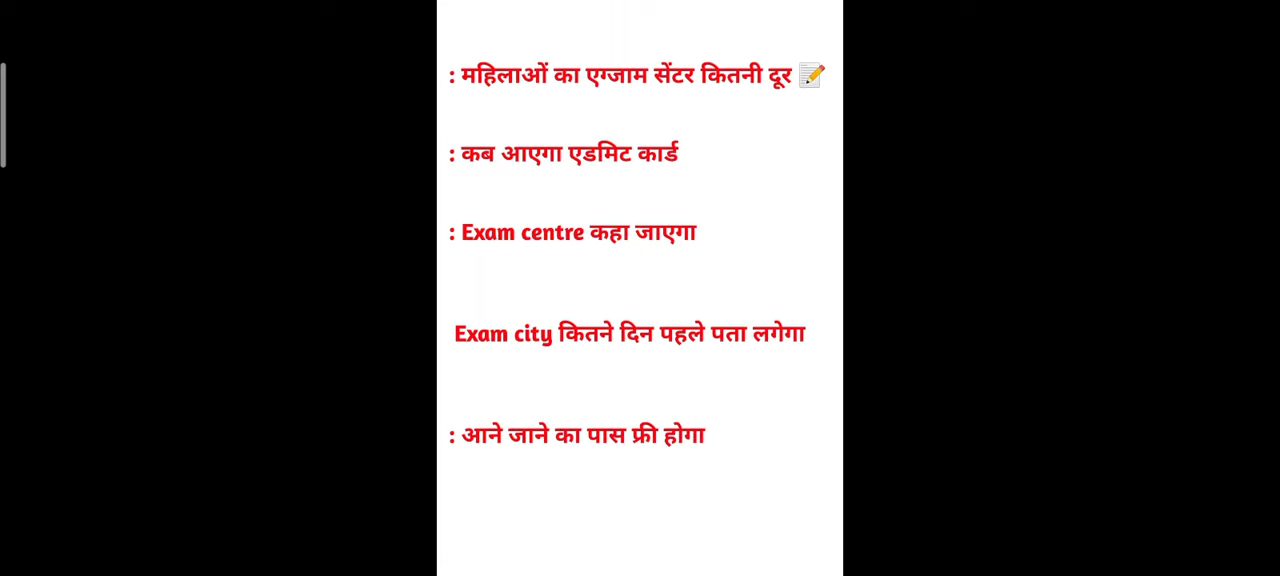 : महिलाओं का एग्जाम सेंटर कितनी दूर 📝
: कब आएगा एडमिट कार्ड
: Exam centre कहा जाएगा
Exam city कितने दिन पहले पता लगेगा
: आने जाने का पास फ्री होगा